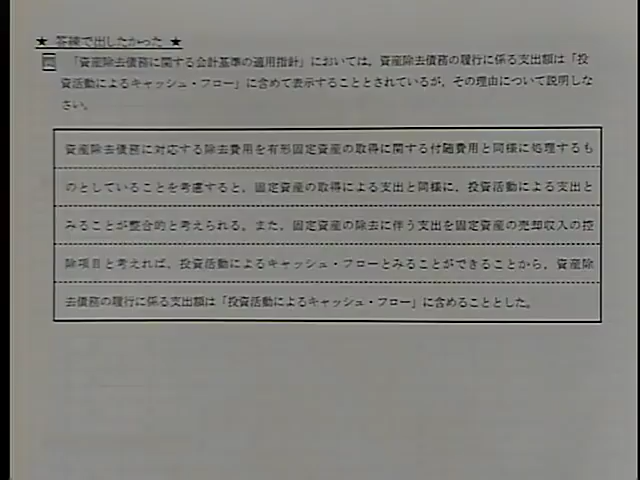 ★ 答練で出したかった ★
問 「資産除去債務に関する会計基準の適用指針」においては、資産除去債務の履行に係る支出額は「投
資活動によるキャッシュ・フロー」に含めて表示することとされているが、その理由について説明しな
さい。
資産除去債務に対応する除去費用を有形固定資産の取得に関する付随費用と同様に処理するも
のとしていることを考慮すると、固定資産の取得による支出と同様に、投資活動による支出と
みることが整合的と考えられる。また、固定資産の除去に伴う支出を固定資産の売却収入の控
除項目と考えれば、投資活動によるキャッシュ・フローとみることができることから、資産除
去債務の履行に係る支出額は「投資活動によるキャッシュ・フロー」に含めることとした。